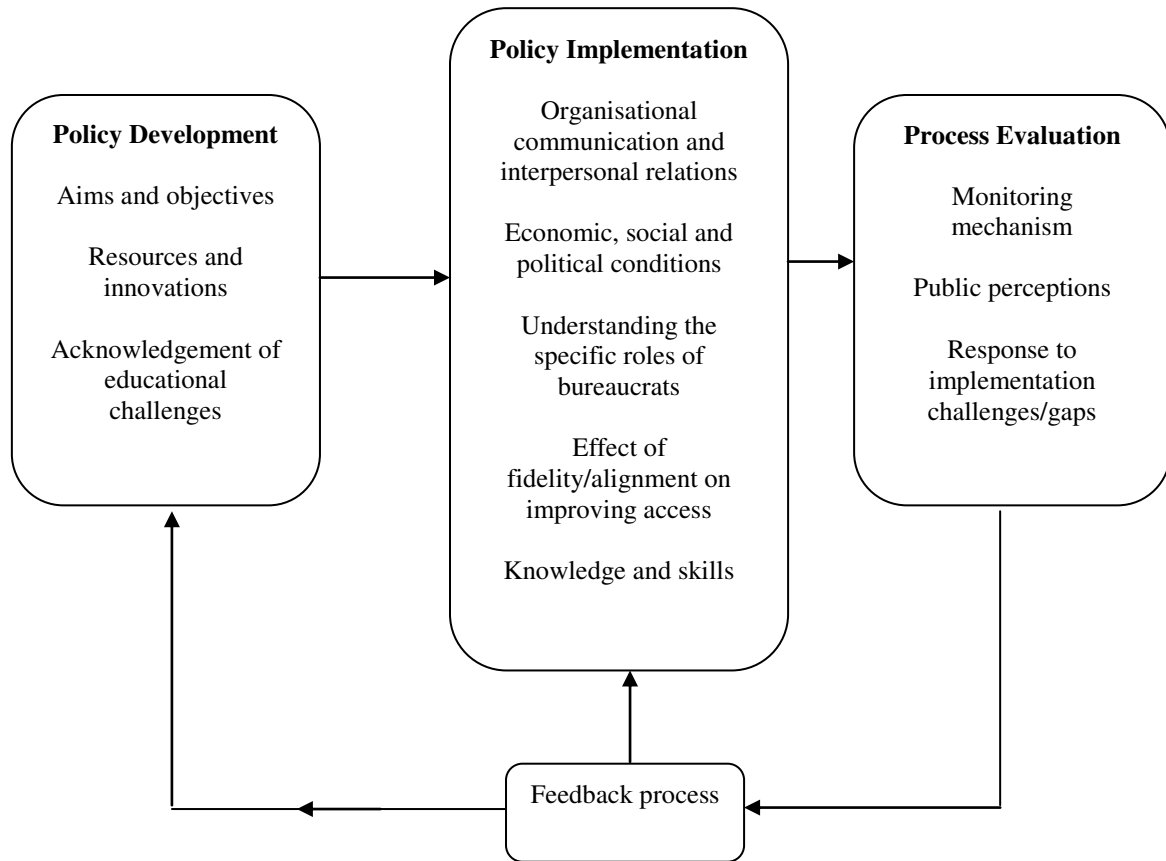 Policy Development
Aims and objectives
Resources and
innovations
Acknowledgement of
educational
challenges
Policy Implementation
Organisational
communication and
interpersonal relations
Economic, social and
political conditions
Understanding the
specific roles of
bureaucrats
Effect of
fidelity/alignment on
improving access
Knowledge and skills
Process Evaluation
Monitoring
mechanism
Public perceptions
Response to
implementation
challenges/gaps
Feedback process